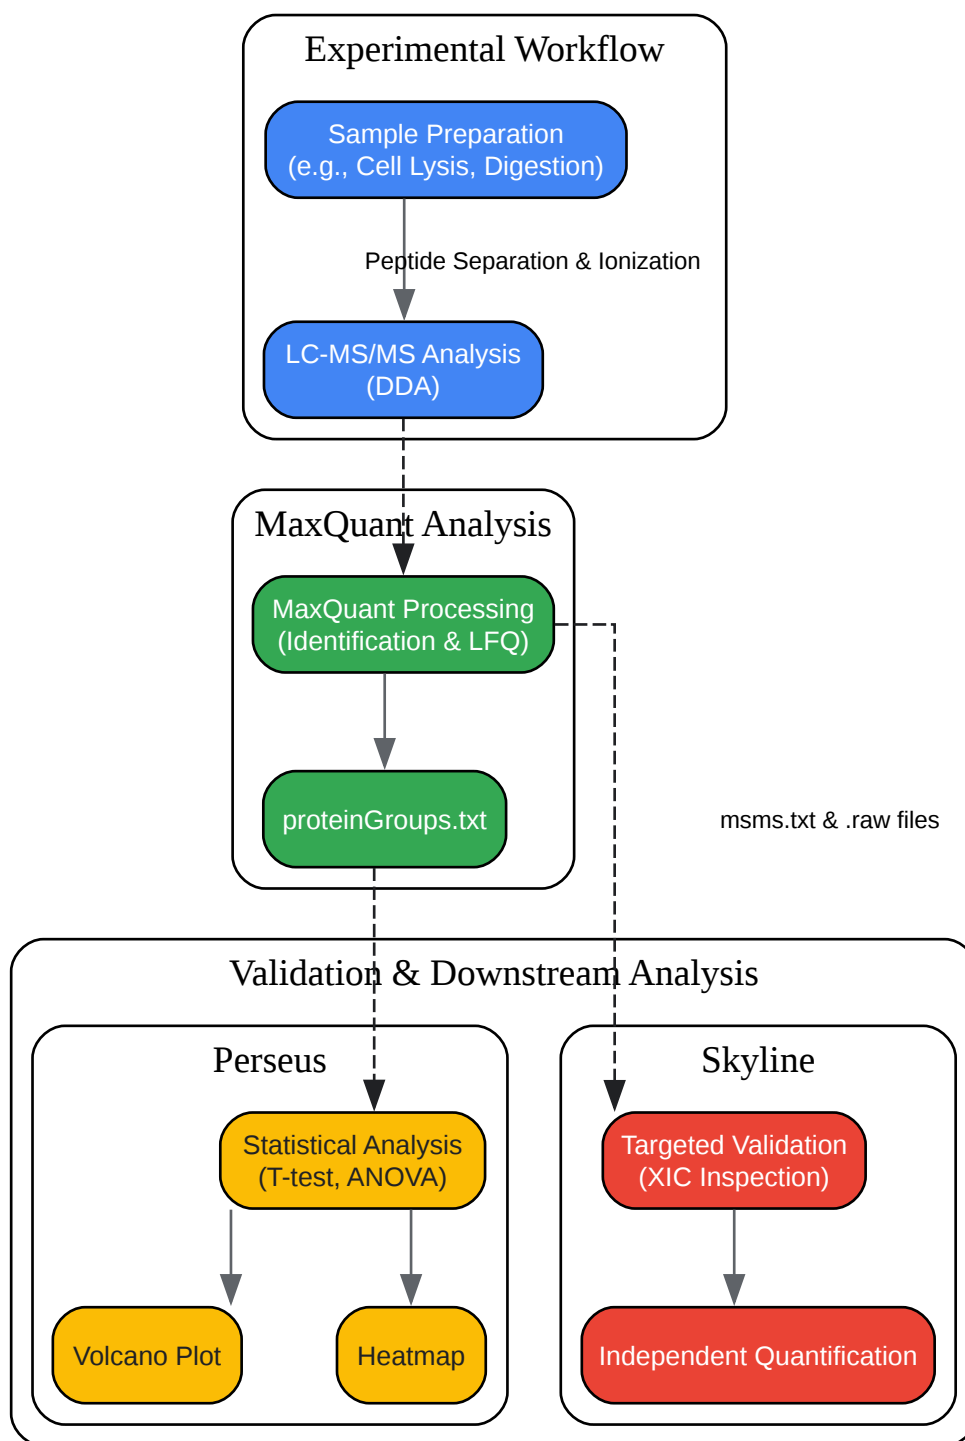 Experimental Workflow
Sample Preparation
(e.g., Cell Lysis, Digestion)
Peptide Separation & Ionization
LC-MS/MS Analysis
(DDA)
MaxQuant Analysis
MaxQuant Processing
(Identification & LFQ)
proteinGroups.txt
msms.txt & .raw files
Validation & Downstream Analysis
Perseus
Statistical Analysis
(T-test, ANOVA)
Volcano Plot
Heatmap
Skyline
Targeted Validation
(XIC Inspection)
Independent Quantification